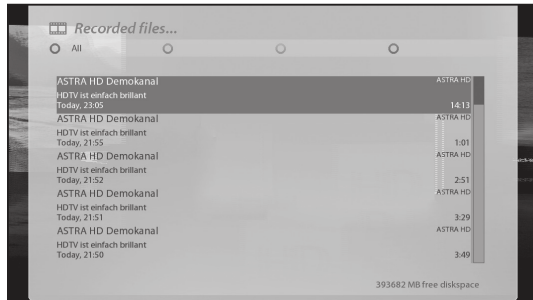 Recorded files...
All
ASTRA HD Demokanal ASTRA HD
HDTV ist einfach brillant
Today, 23:05 14:13
ASTRA HD Demokanal ASTRA HD
HDTV ist einfach brillant
Today, 21:55 1:01
ASTRA HD Demokanal ASTRA HD
HDTV ist einfach brillant
Today, 21:52 2:51
ASTRA HD Demokanal ASTRA HD
HDTV ist einfach brillant
Today, 21:51 3:29
ASTRA HD Demokanal ASTRA HD
HDTV ist einfach brillant
Today, 21:50 3:49
393682 MB free diskspace